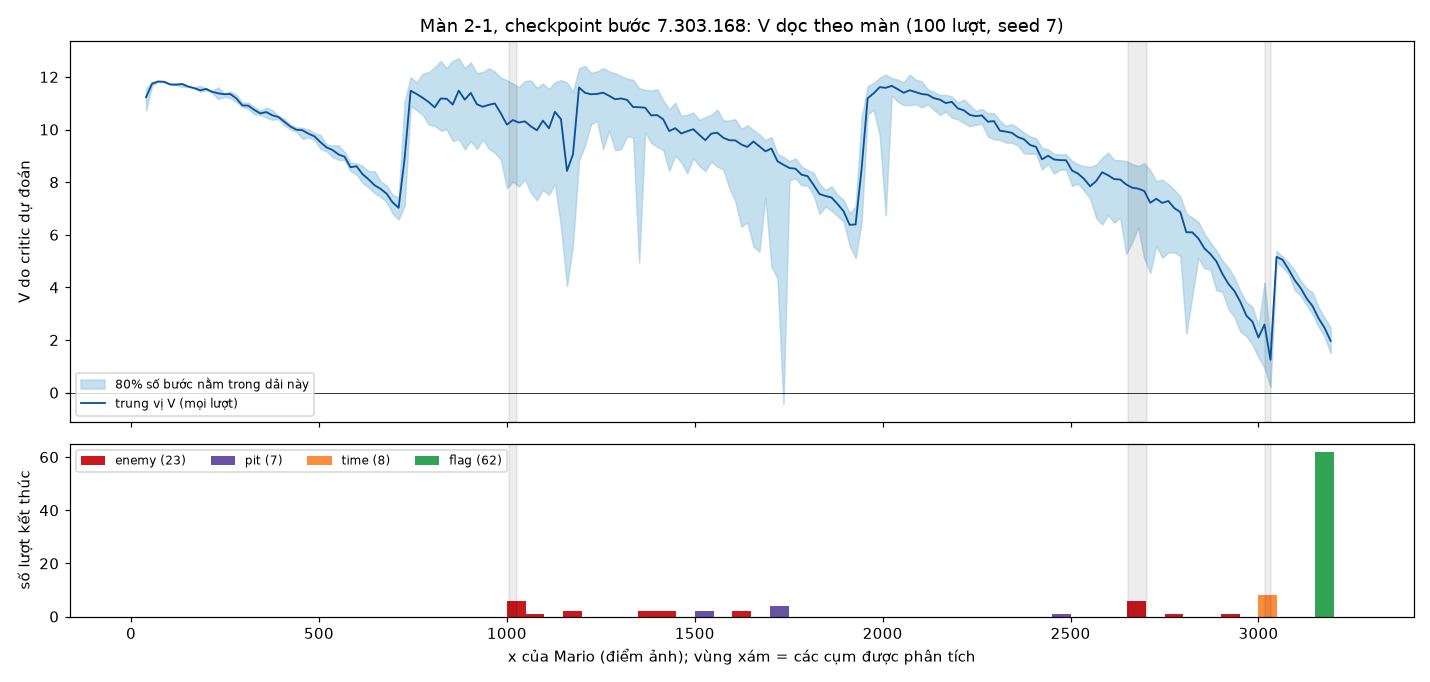 Màn 2-1, checkpoint bước 7.303.168: V dọc theo màn (100 lượt, seed 7)
V do critic dự đoán
12
10
8
6
4
2
0
80% số bước nằm trong dải này
trung vị V (mọi lượt)
số lượt kết thúc
60
40
20
0
enemy (23)
pit (7)
time (8)
flag (62)
0
500
1000
1500
2000
2500
3000
x của Mario (điểm ảnh); vùng xám = các cụm được phân tích